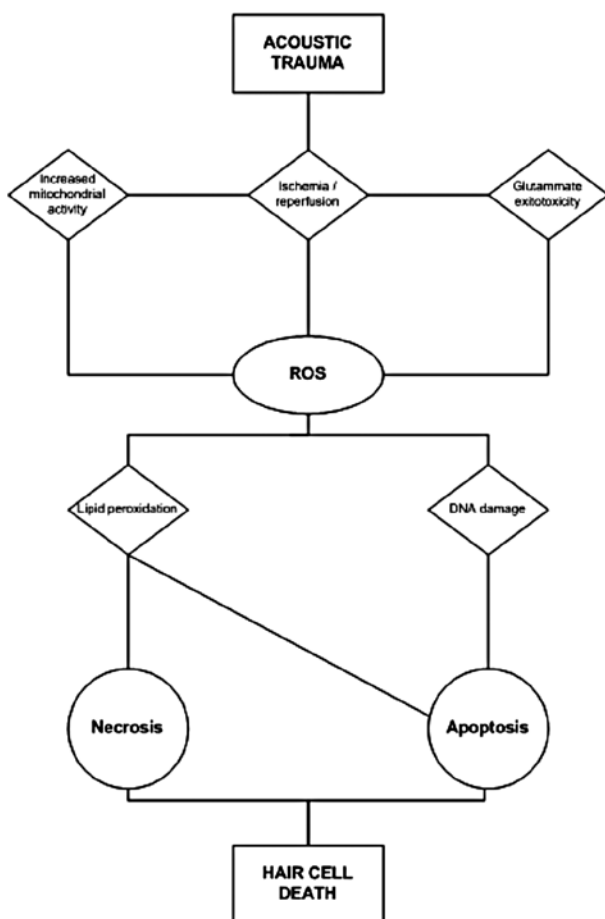 ACOUSTIC
TRAUMA
Increased
mitochondrial
activity
Ischemia /
reperfusion
Glutammate
exitotoxicity
ROS
Lipid peroxidation
DNA damage
Necrosis
Apoptosis
HAIR CELL
DEATH